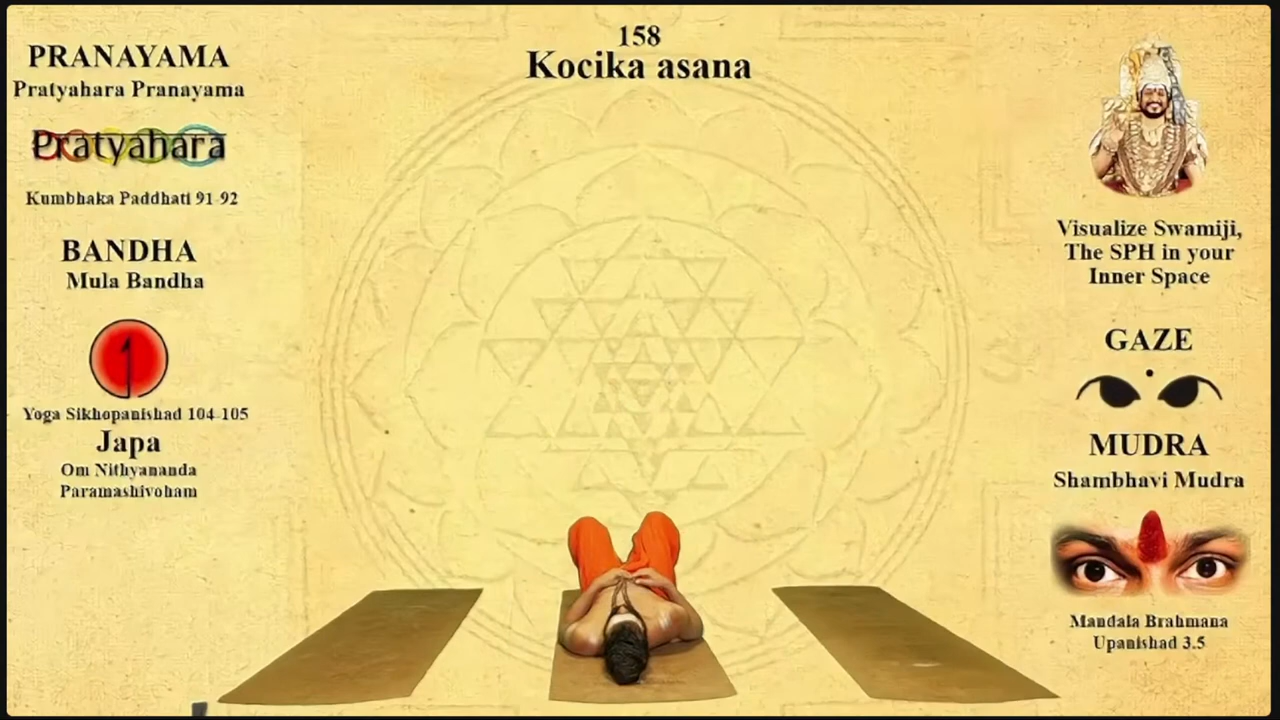 158
Kocika asana
PRANAYAMA
Pratyahara Pranayama
Pratyahara
Kumbhaka Paddhati 91-92
BANDHA
Mula Bandha
Yoga Sikhopanishad 104-105
Japa
Om Nithyananda
Paramashivoham
Visualize Swamiji,
The SPH in your
Inner Space
GAZE
MUDRA
Shambhavi Mudra
Mandala Brahmana
Upanishad 3.5